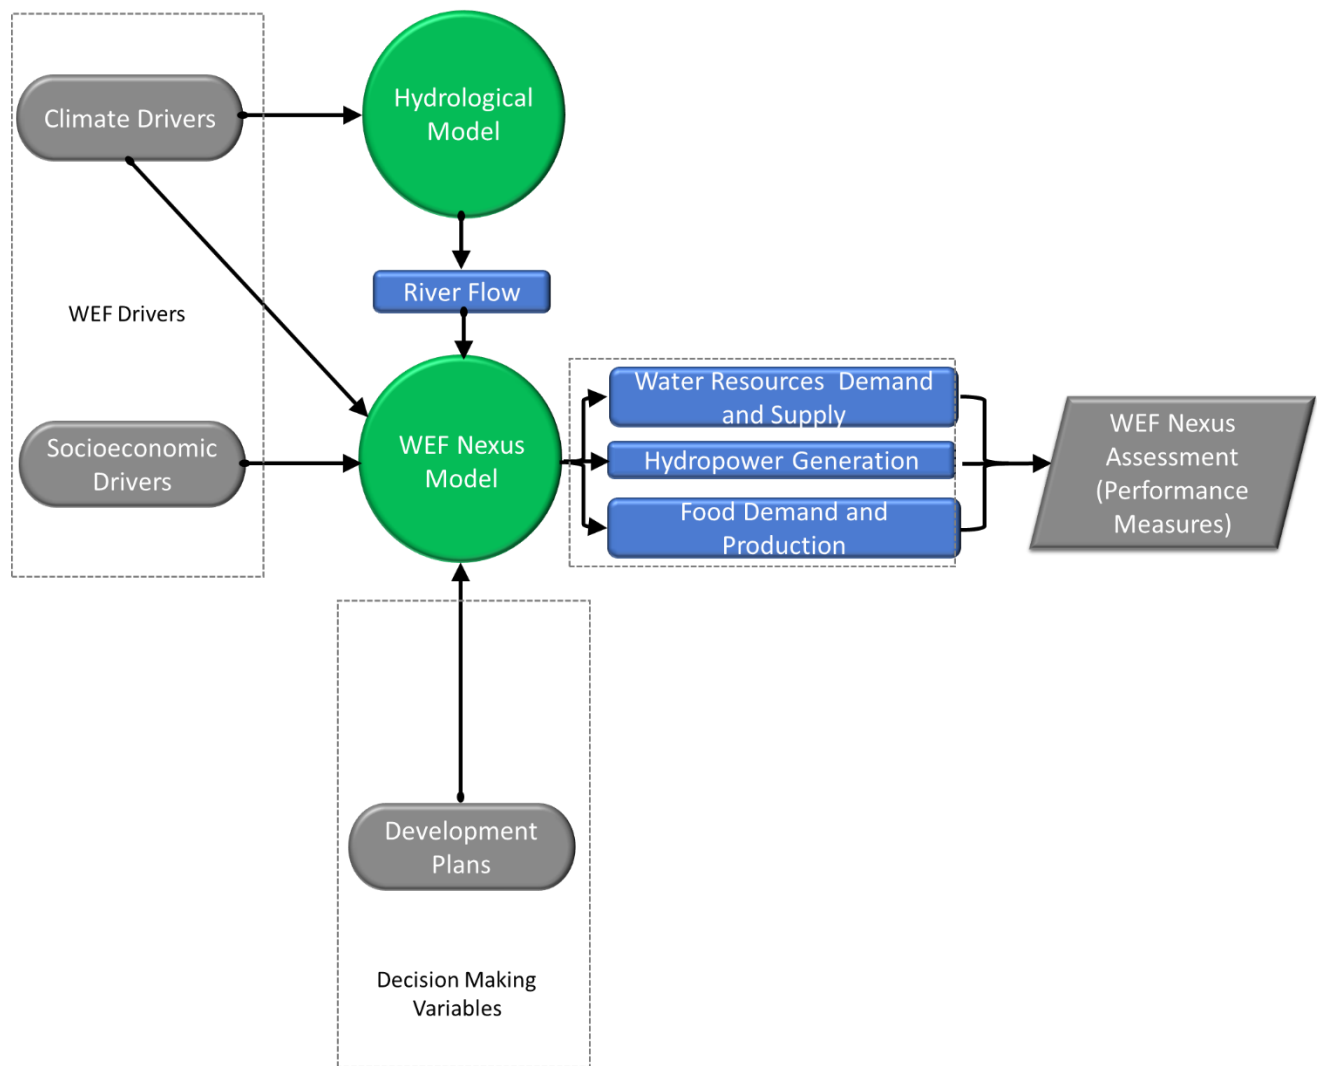 Climate Drivers
Hydrological
Model
River Flow
WEF Drivers
Socioeconomic
Drivers
WEF Nexus
Model
Water Resources  Demand
and Supply
Hydropower Generation
Food Demand and
Production
WEF Nexus
Assessment
(Performance
Measures)
Development
Plans
Decision Making
Variables